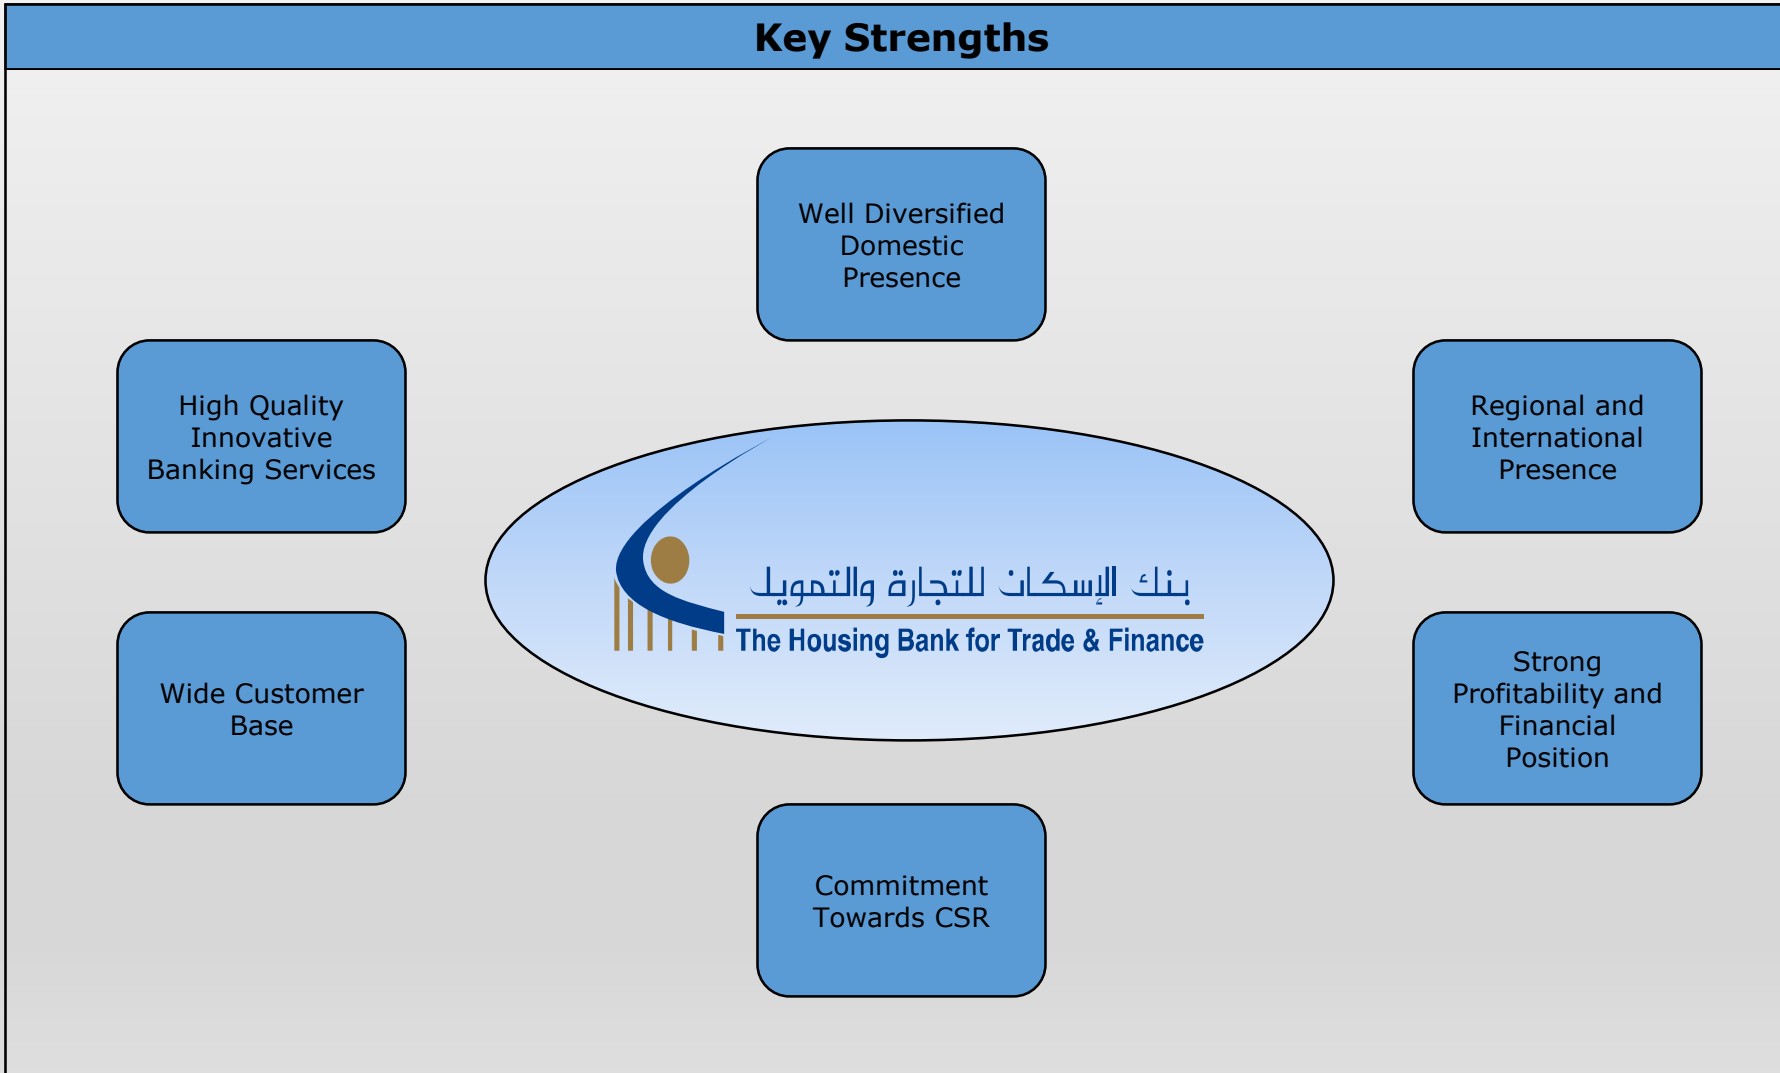 Key Strengths
Well Diversified
Domestic
Presence
High Quality
Innovative
Banking Services
Regional and
International
Presence
بنك الإسكان للتجارة والتمويل
The Housing Bank for Trade & Finance
Wide Customer
Base
Strong
Profitability and
Financial
Position
Commitment
Towards CSR